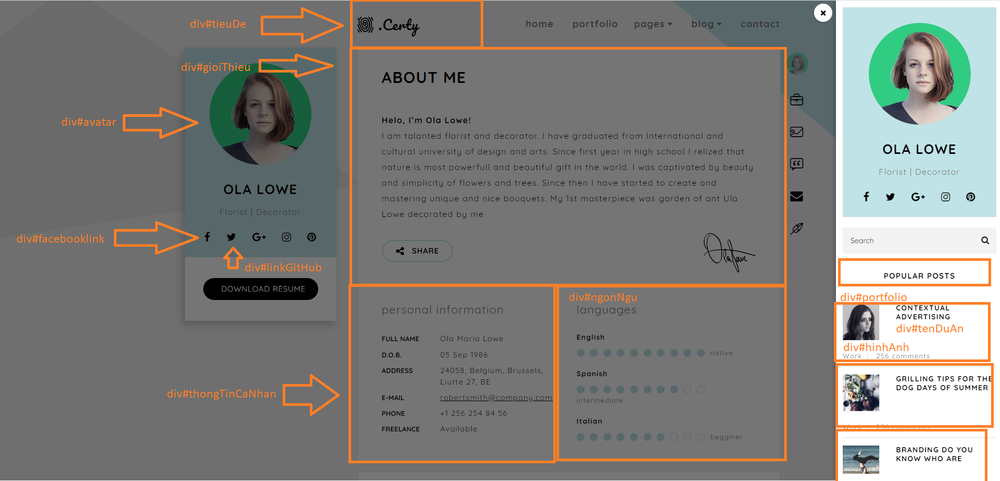 div#tieuDe
.Certy
home portfolio pages blog contact
div#gioiThieu
div#avatar
OLA LOWE
Florist | Decorator
div#facebooklink
div#linkGitHub
DOWNLOAD RESUME
ABOUT ME
Helo, I'm Ola Lowe!
I am talanted florist and decorator. I have graduated from International and
cultural university of design and arts. Since first year in high school I relized that
nature is most powerfull and beautiful gift in the world. I was captivated by beauty
and simplicity of flowers and trees. Since then I have started to create and
mastering unique and nice bouquets. My 1st masterpiece was garden of ant Ula
Lowe decorated by me
SHARE
Ola Lowe
div#thongTinCaNhan
personal information
FULL NAME Ola Maria Lowe
D.O.B. 05 Sep 1986
ADDRESS 24058, Belgium, Brussels,
Liutte 27, BE
E-MAIL robertsmith@company.com
PHONE +1 256 254 84 56
FREELANCE Available
div#ngonNgu
languages
English
native
Spanish
intermediate
Italian
begginer
OLA LOWE
Florist | Decorator
Search
POPULAR POSTS
div#portfolio
CONTEXTUAL
ADVERTISING
div#tenDuAn
div#hinhAnh
Work 256 comments
GRILLING TIPS FOR THE
DOG DAYS OF SUMMER
Work 256 comments
BRANDING DO YOU
KNOW WHO ARE